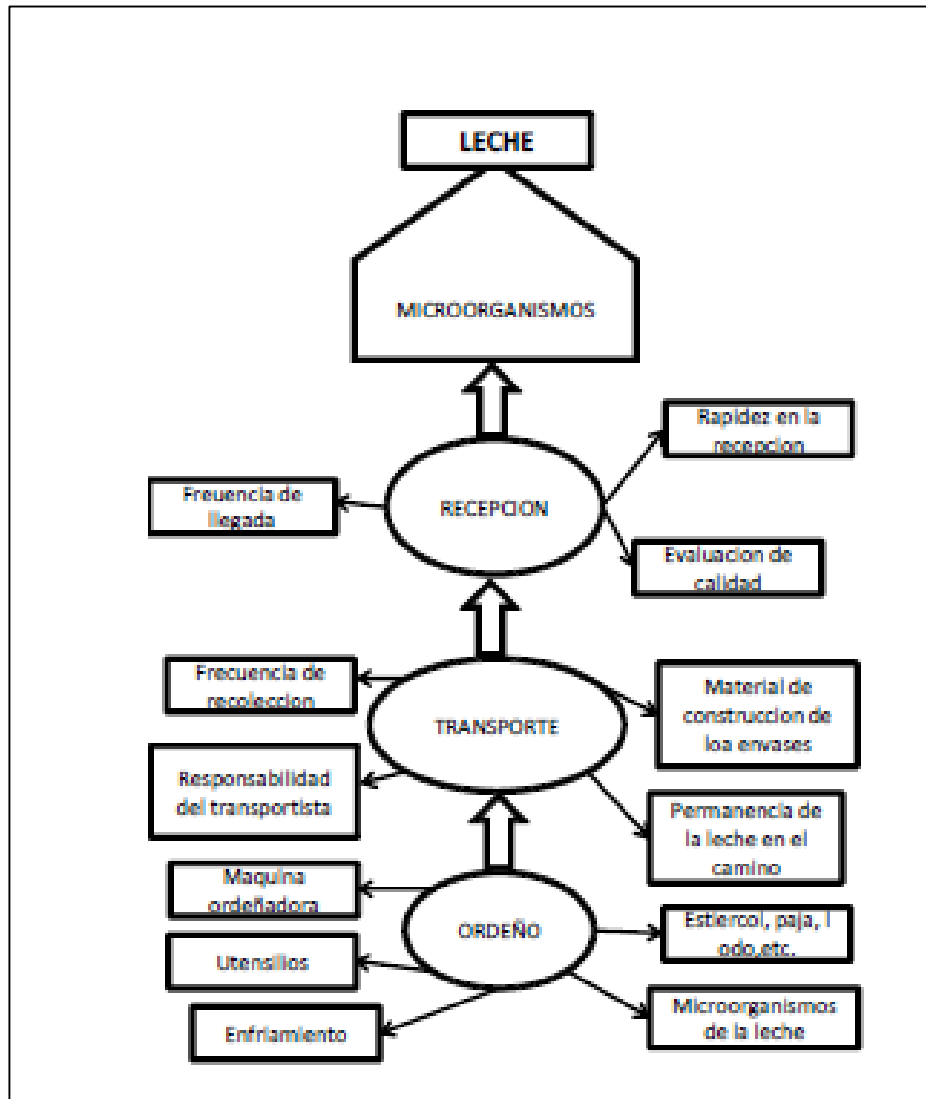 LECHE
MICROORGANISMOS
Rapidez en la
recepcion
Freuencia de
llegada
RECEPCION
Evaluacion de
calidad
Frecuencia de
recoleccion
Material de
construccion de
loa envases
TRANSPORTE
Responsabilidad
del transportista
Permanencia de
la leche en el
camino
Maquina
ordeñadora
ORDEÑO
Estiercol, paja, l
odo,etc.
Utensilios
Microorganismos
de la leche
Enfriamiento